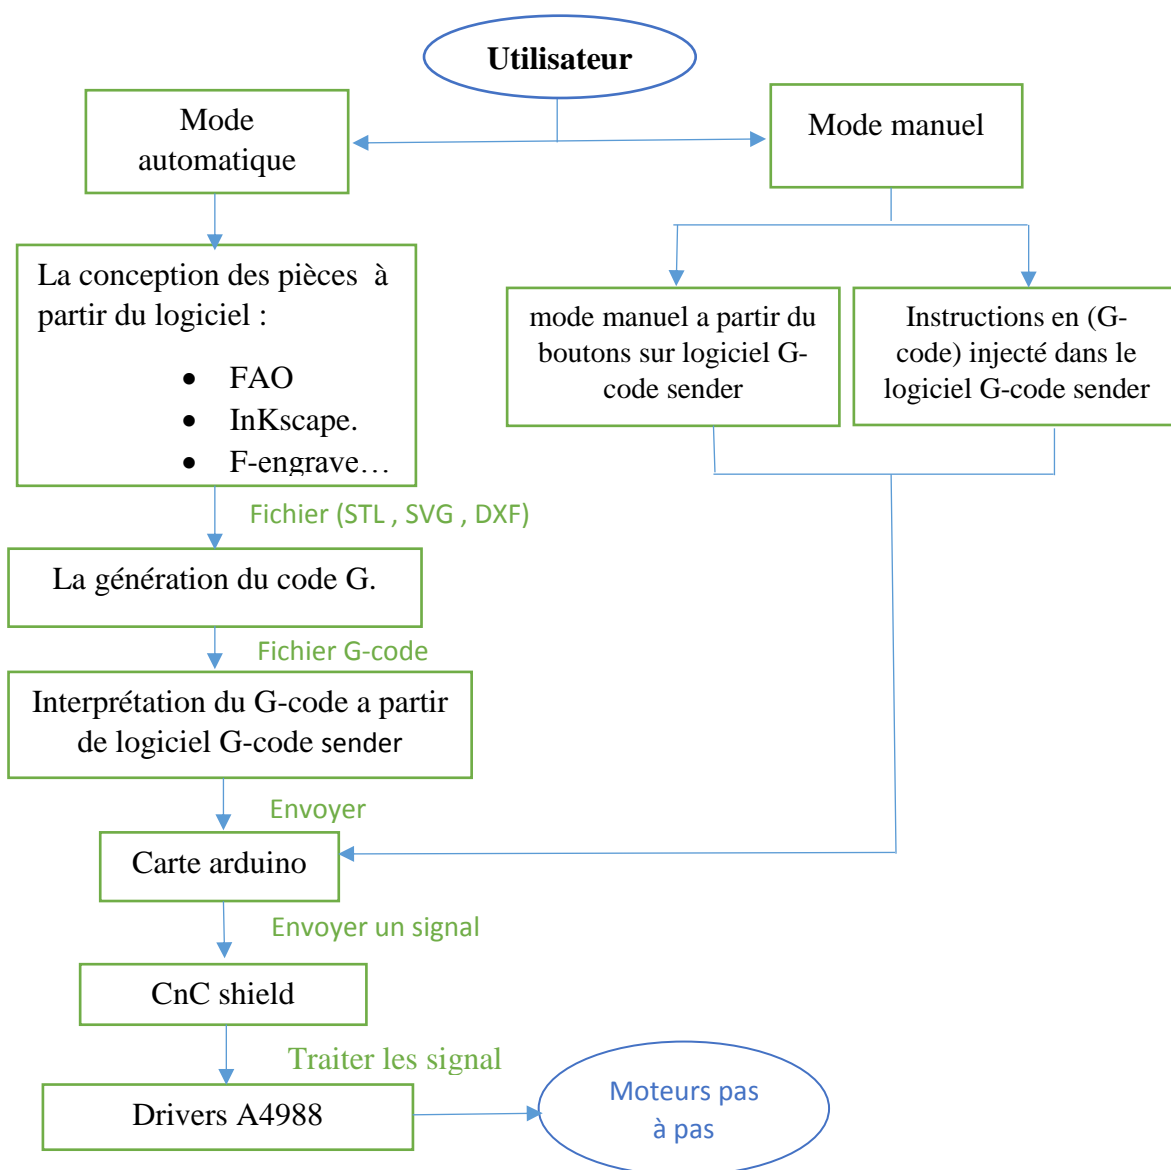 Utilisateur
Mode
automatique
Mode manuel
La conception des pièces à
partir du logiciel :
• FAO
• InKscape.
• F-engrave…
mode manuel a partir du
boutons sur logiciel G-
code sender
Instructions en (G-
code) injecté dans le
logiciel G-code sender
Fichier (STL , SVG , DXF)
La génération du code G.
Fichier G-code
Interprétation du G-code a partir
de logiciel G-code sender
Envoyer
Carte arduino
Envoyer un signal
CnC shield
Traiter les signal
Drivers A4988
Moteurs pas
à pas